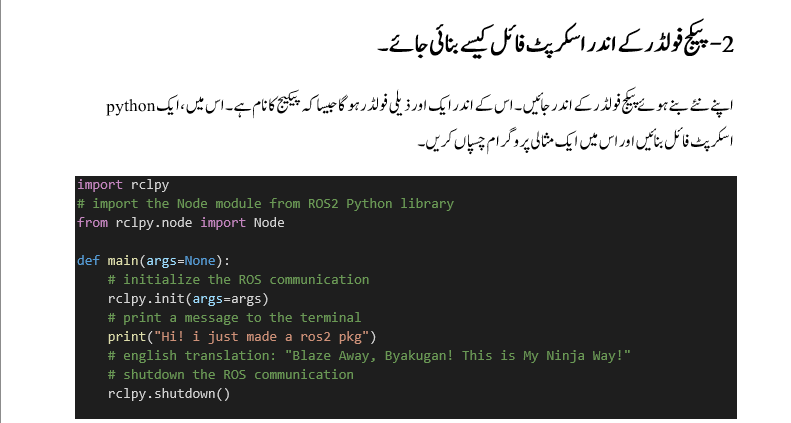 2- پیکج فولڈر کے اندر اسکرپٹ فائل کیسے بنائی جائے۔
اپنے نئے بنے ہوئے پیکج فولڈر کے اندر جائیں۔ اس کے اندر ایک اور ذیلی فولڈر ہو گا جیسا کہ پیکیج کا نام ہے۔ اس میں، ایک python
اسکرپٹ فائل بنائیں اور اس میں ایک مثالی پروگرام چسپاں کریں۔
import rclpy
# import the Node module from ROS2 Python library
from rclpy.node import Node

def main(args=None):
    # initialize the ROS communication
    rclpy.init(args=args)
    # print a message to the terminal
    print("Hi! i just made a ros2 pkg")
    # english translation: "Blaze Away, Byakugan! This is My Ninja Way!"
    # shutdown the ROS communication
    rclpy.shutdown()